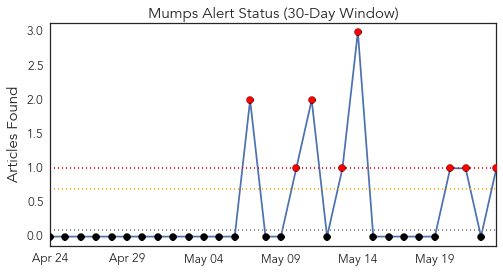 Mumps Alert Status (30-Day Window)
Articles Found
3.0
2.5
2.0
1.5
1.0
0.5
0.0
Apr 24 Apr 29 May 04 May 09 May 14 May 19